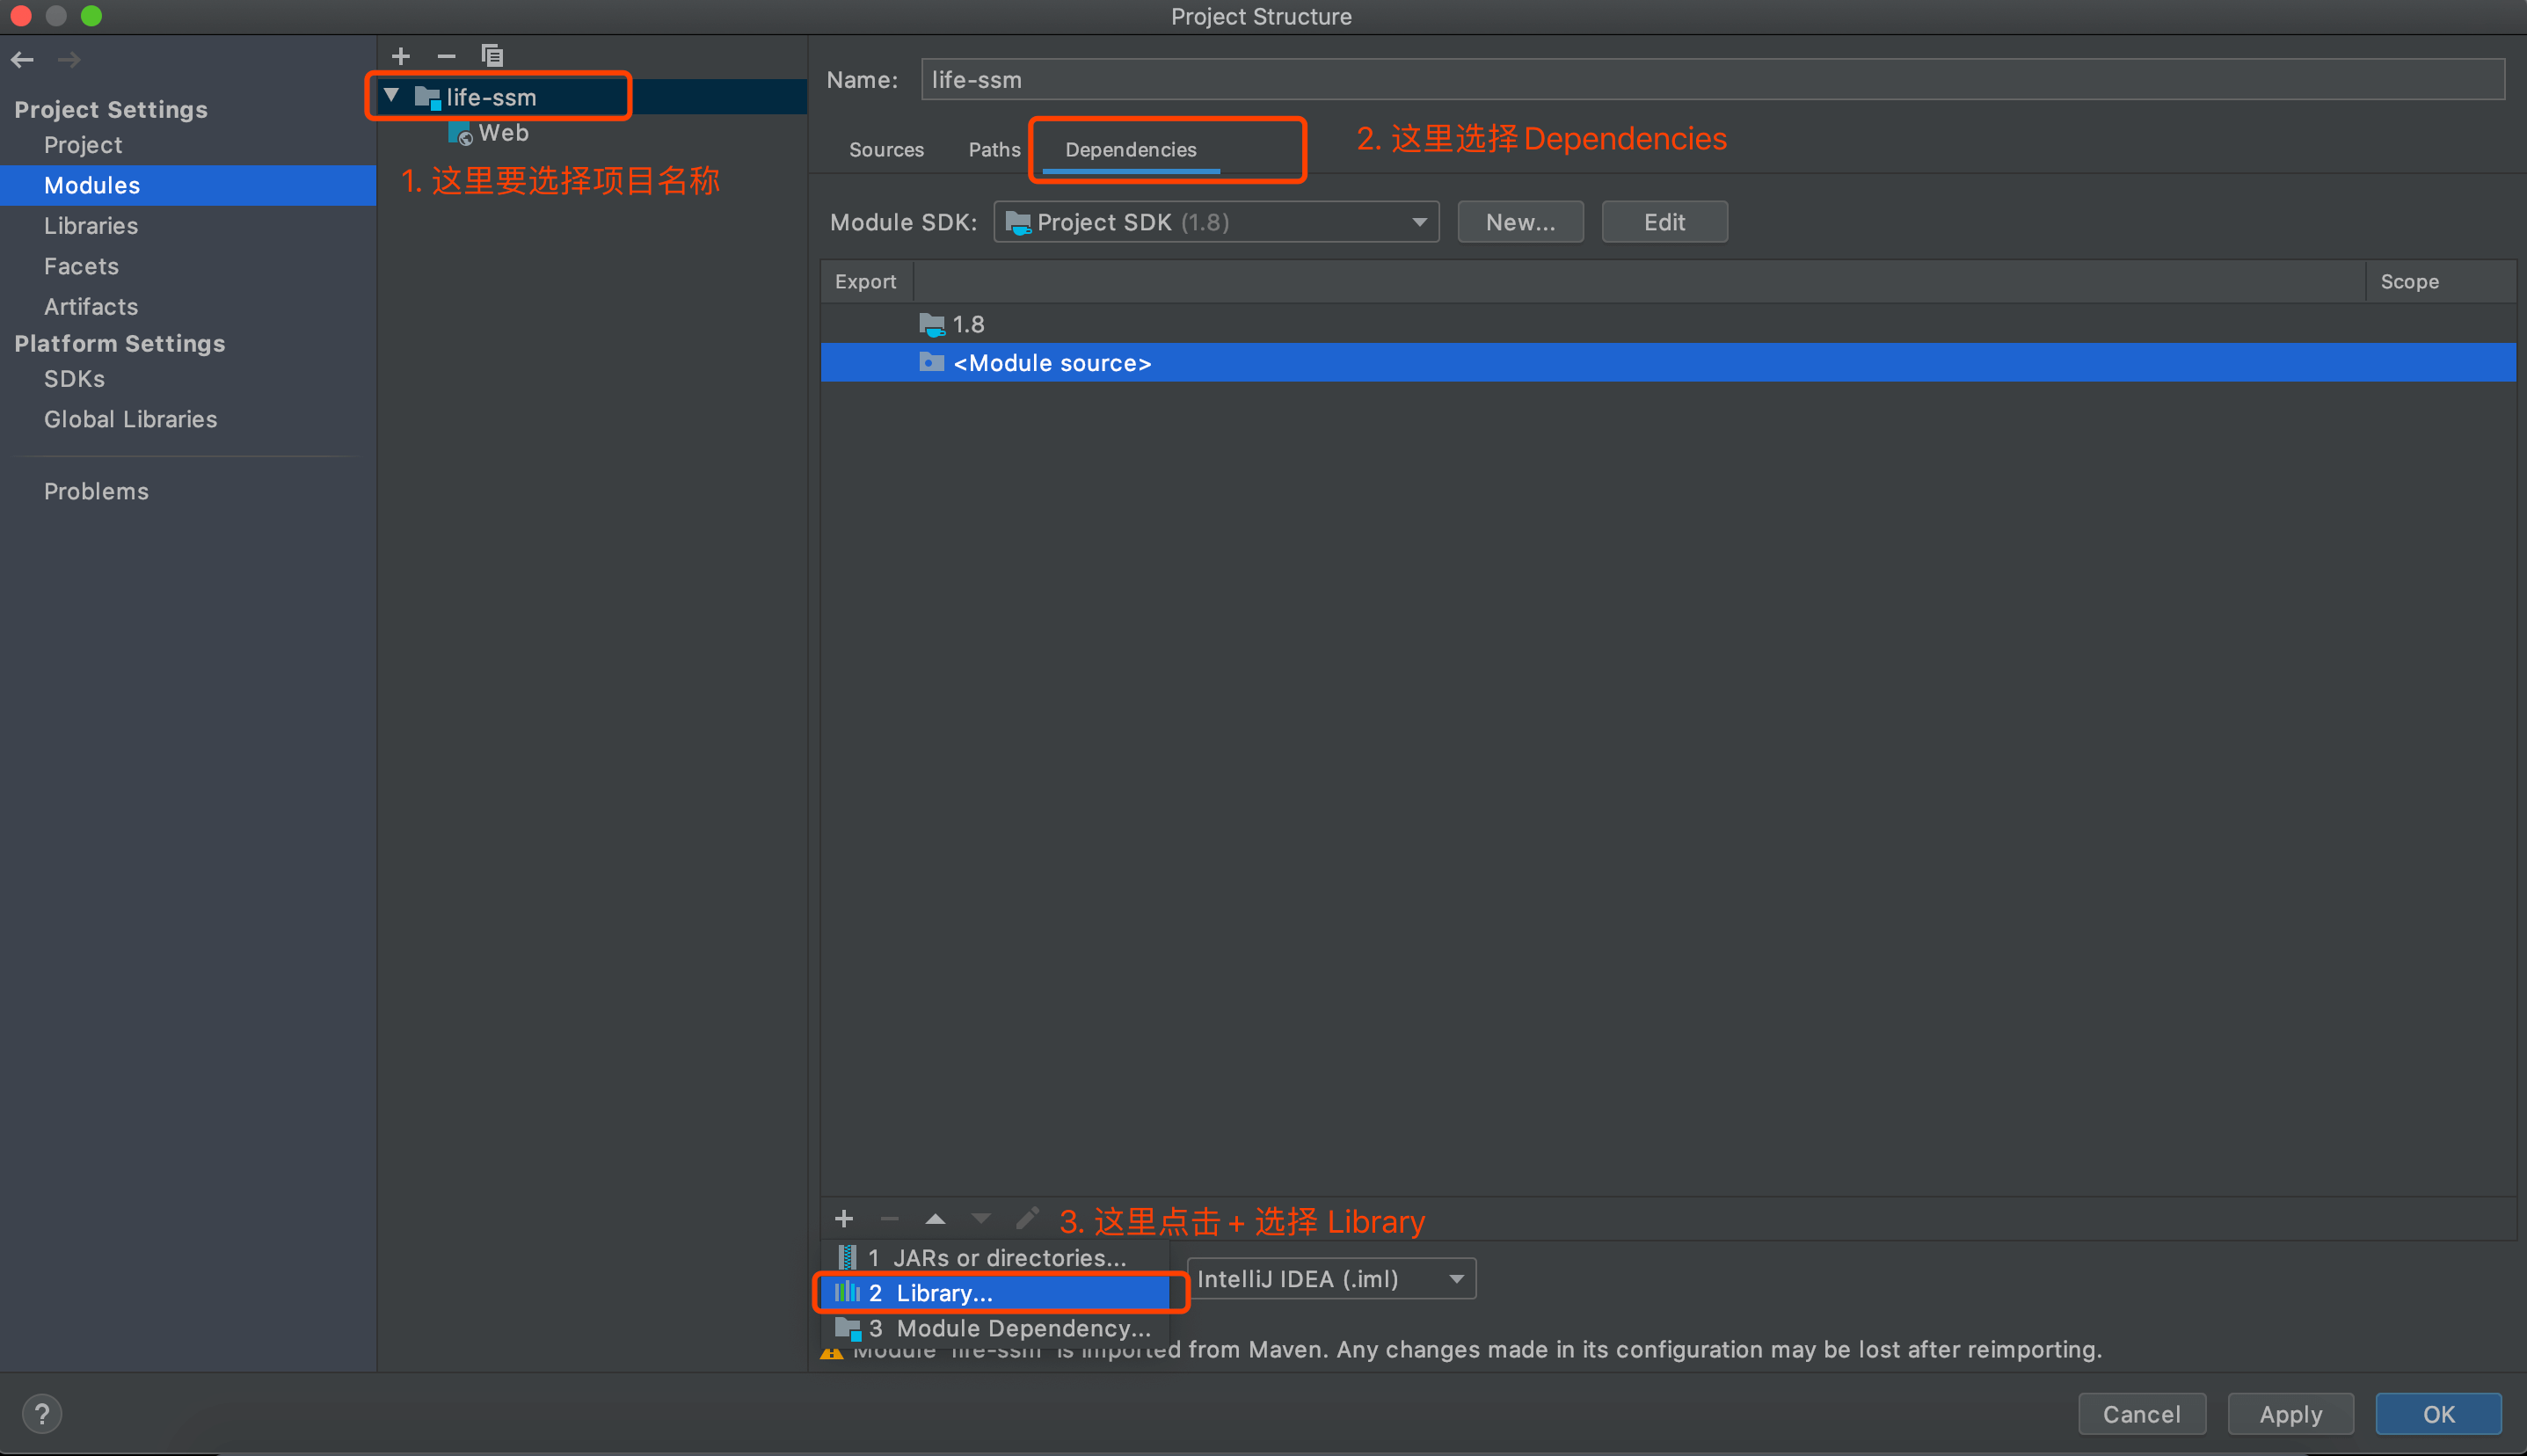 Project Structure
Project Settings
Project
Modules
Libraries
Facets
Artifacts
Platform Settings
SDKs
Global Libraries
Problems
life-ssm
Web
1. 这里要选择项目名称
Name: life-ssm
Sources Paths Dependencies
2. 这里选择 Dependencies
Module SDK: Project SDK (1.8) New... Edit
Export Scope
1.8
<Module source>
3. 这里点击 + 选择 Library
1 JARs or directories...
2 Library...
3 Module Dependency...
IntelliJ IDEA (.iml)
Module "life-ssm" is imported from Maven. Any changes made in its configuration may be lost after reimporting.
? Cancel Apply OK